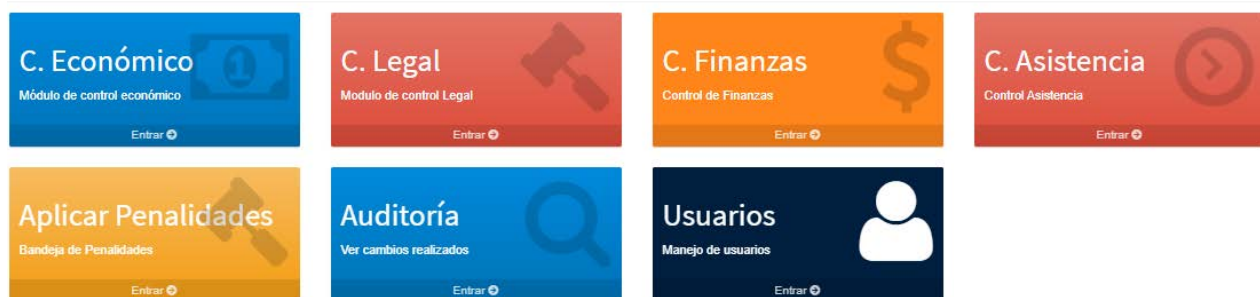 C. Económico
Módulo de control económico
Entrar
C. Legal
Modulo de control Legal
Entrar
C. Finanzas
Control de Finanzas
Entrar
C. Asistencia
Control Asistencia
Entrar
Aplicar Penalidades
Bandeja de Penalidades
Entrar
Auditoría
Ver cambios realizados
Entrar
Usuarios
Manejo de usuarios
Entrar